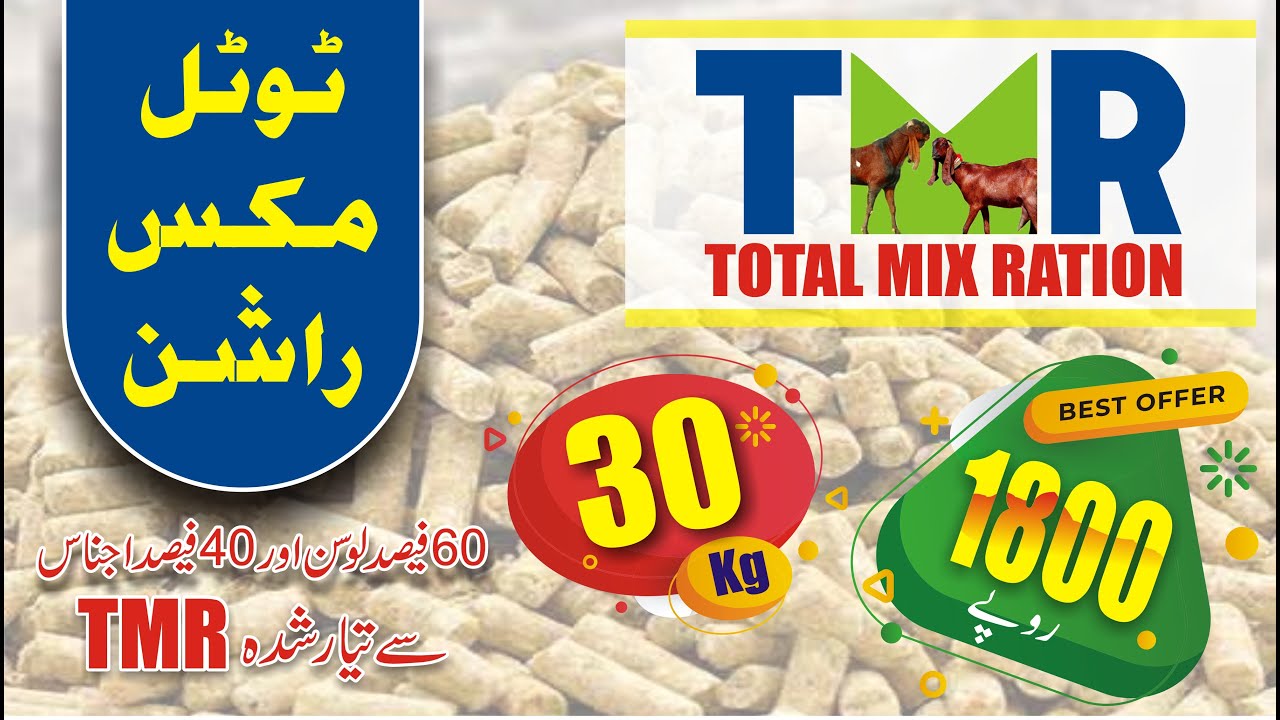 ٹوٹل
مکس
راشن
TMR
TOTAL MIX RATION
30
Kg
BEST OFFER
1800
روپے
60 فیصد لوسن اور 40 فیصد اجناس
سے تیار شدہ TMR